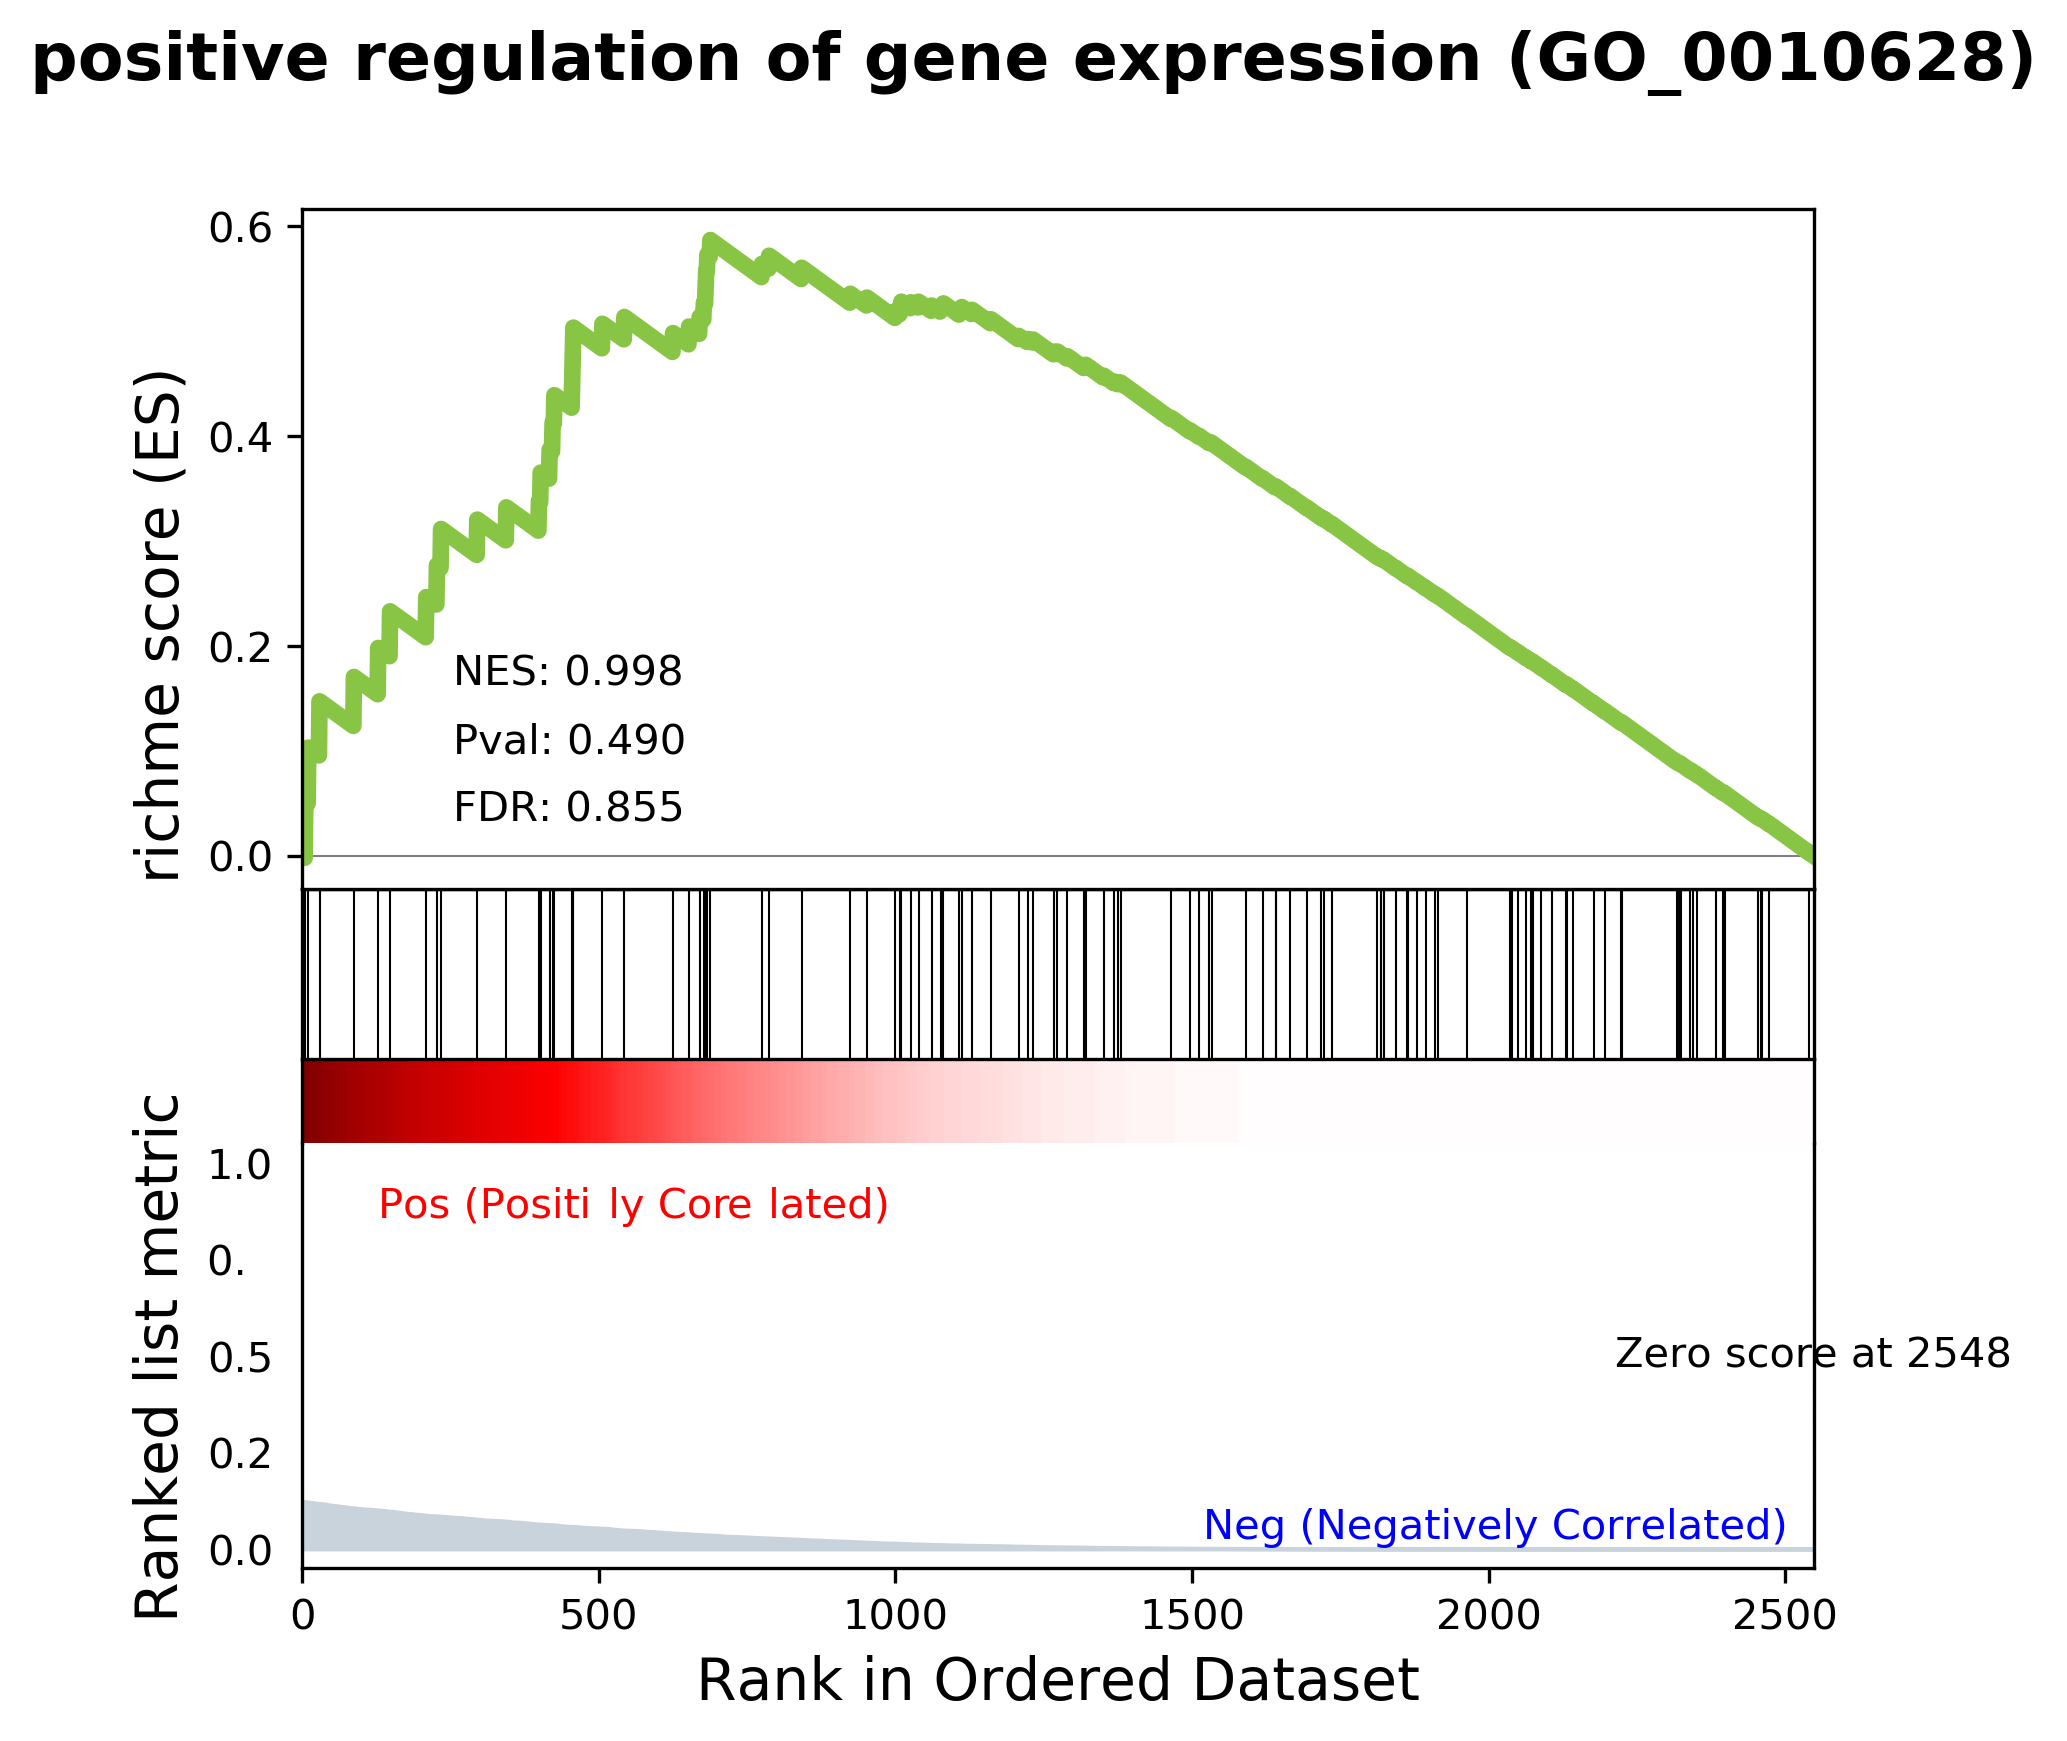 positive regulation of gene expression (GO_0010628)
richme score (ES)
0.6
0.4
0.2
0.0
NES: 0.998
Pval: 0.490
FDR: 0.855
Ranked list metric
1.0
0.
0.5
0.2
0.0
Pos (Positi ly Core lated)
Zero score at 2548
Neg (Negatively Correlated)
0 500 1000 1500 2000 2500
Rank in Ordered Dataset